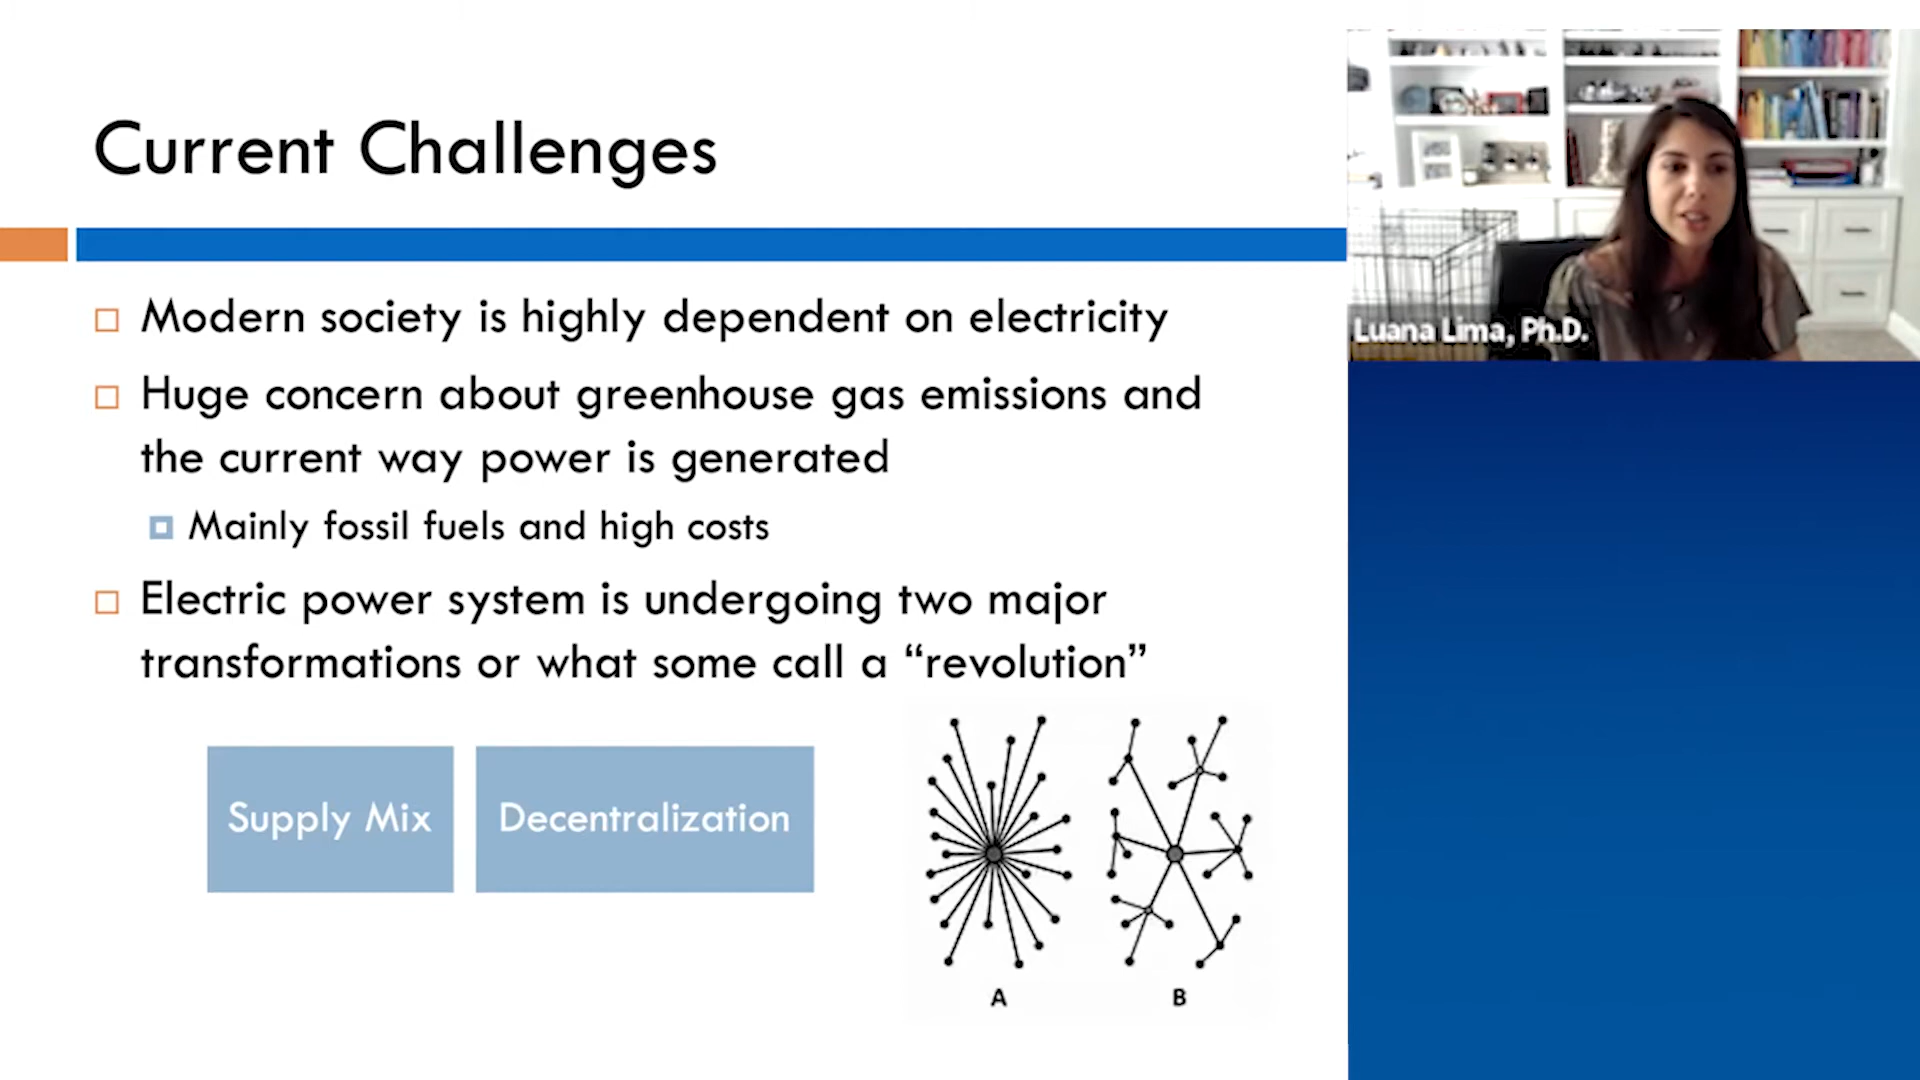 Current Challenges
Modern society is highly dependent on electricity
Huge concern about greenhouse gas emissions and
the current way power is generated
Mainly fossil fuels and high costs
Electric power system is undergoing two major
transformations or what some call a “revolution”
Supply Mix
Decentralization
A
B
Luana Lima, Ph.D.